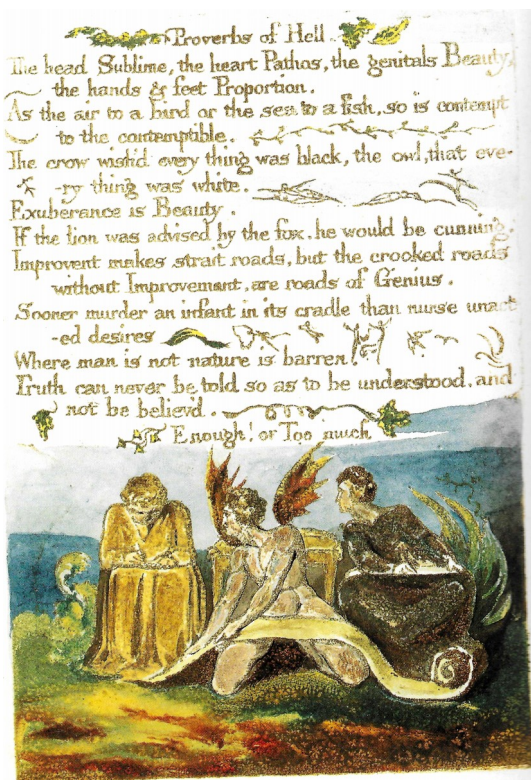 Proverbs of Hell
The head Sublime, the heart Pathos, the genitals Beauty,
the hands & feet Proportion.
As the air to a bird or the sea to a fish, so is contempt
to the contemptible.
The crow wish'd every thing was black, the owl, that eve-
-ry thing was white.
Exuberance is Beauty.
If the lion was advised by the fox. he would be cunning.
Improvent makes strait roads, but the crooked roads
without Improvement, are roads of Genius.
Sooner murder an infant in its cradle than nurse unact
-ed desires
Where man is not nature is barren.
Truth can never be told so as to be understood, and
not be believ'd.
Enough! or Too much